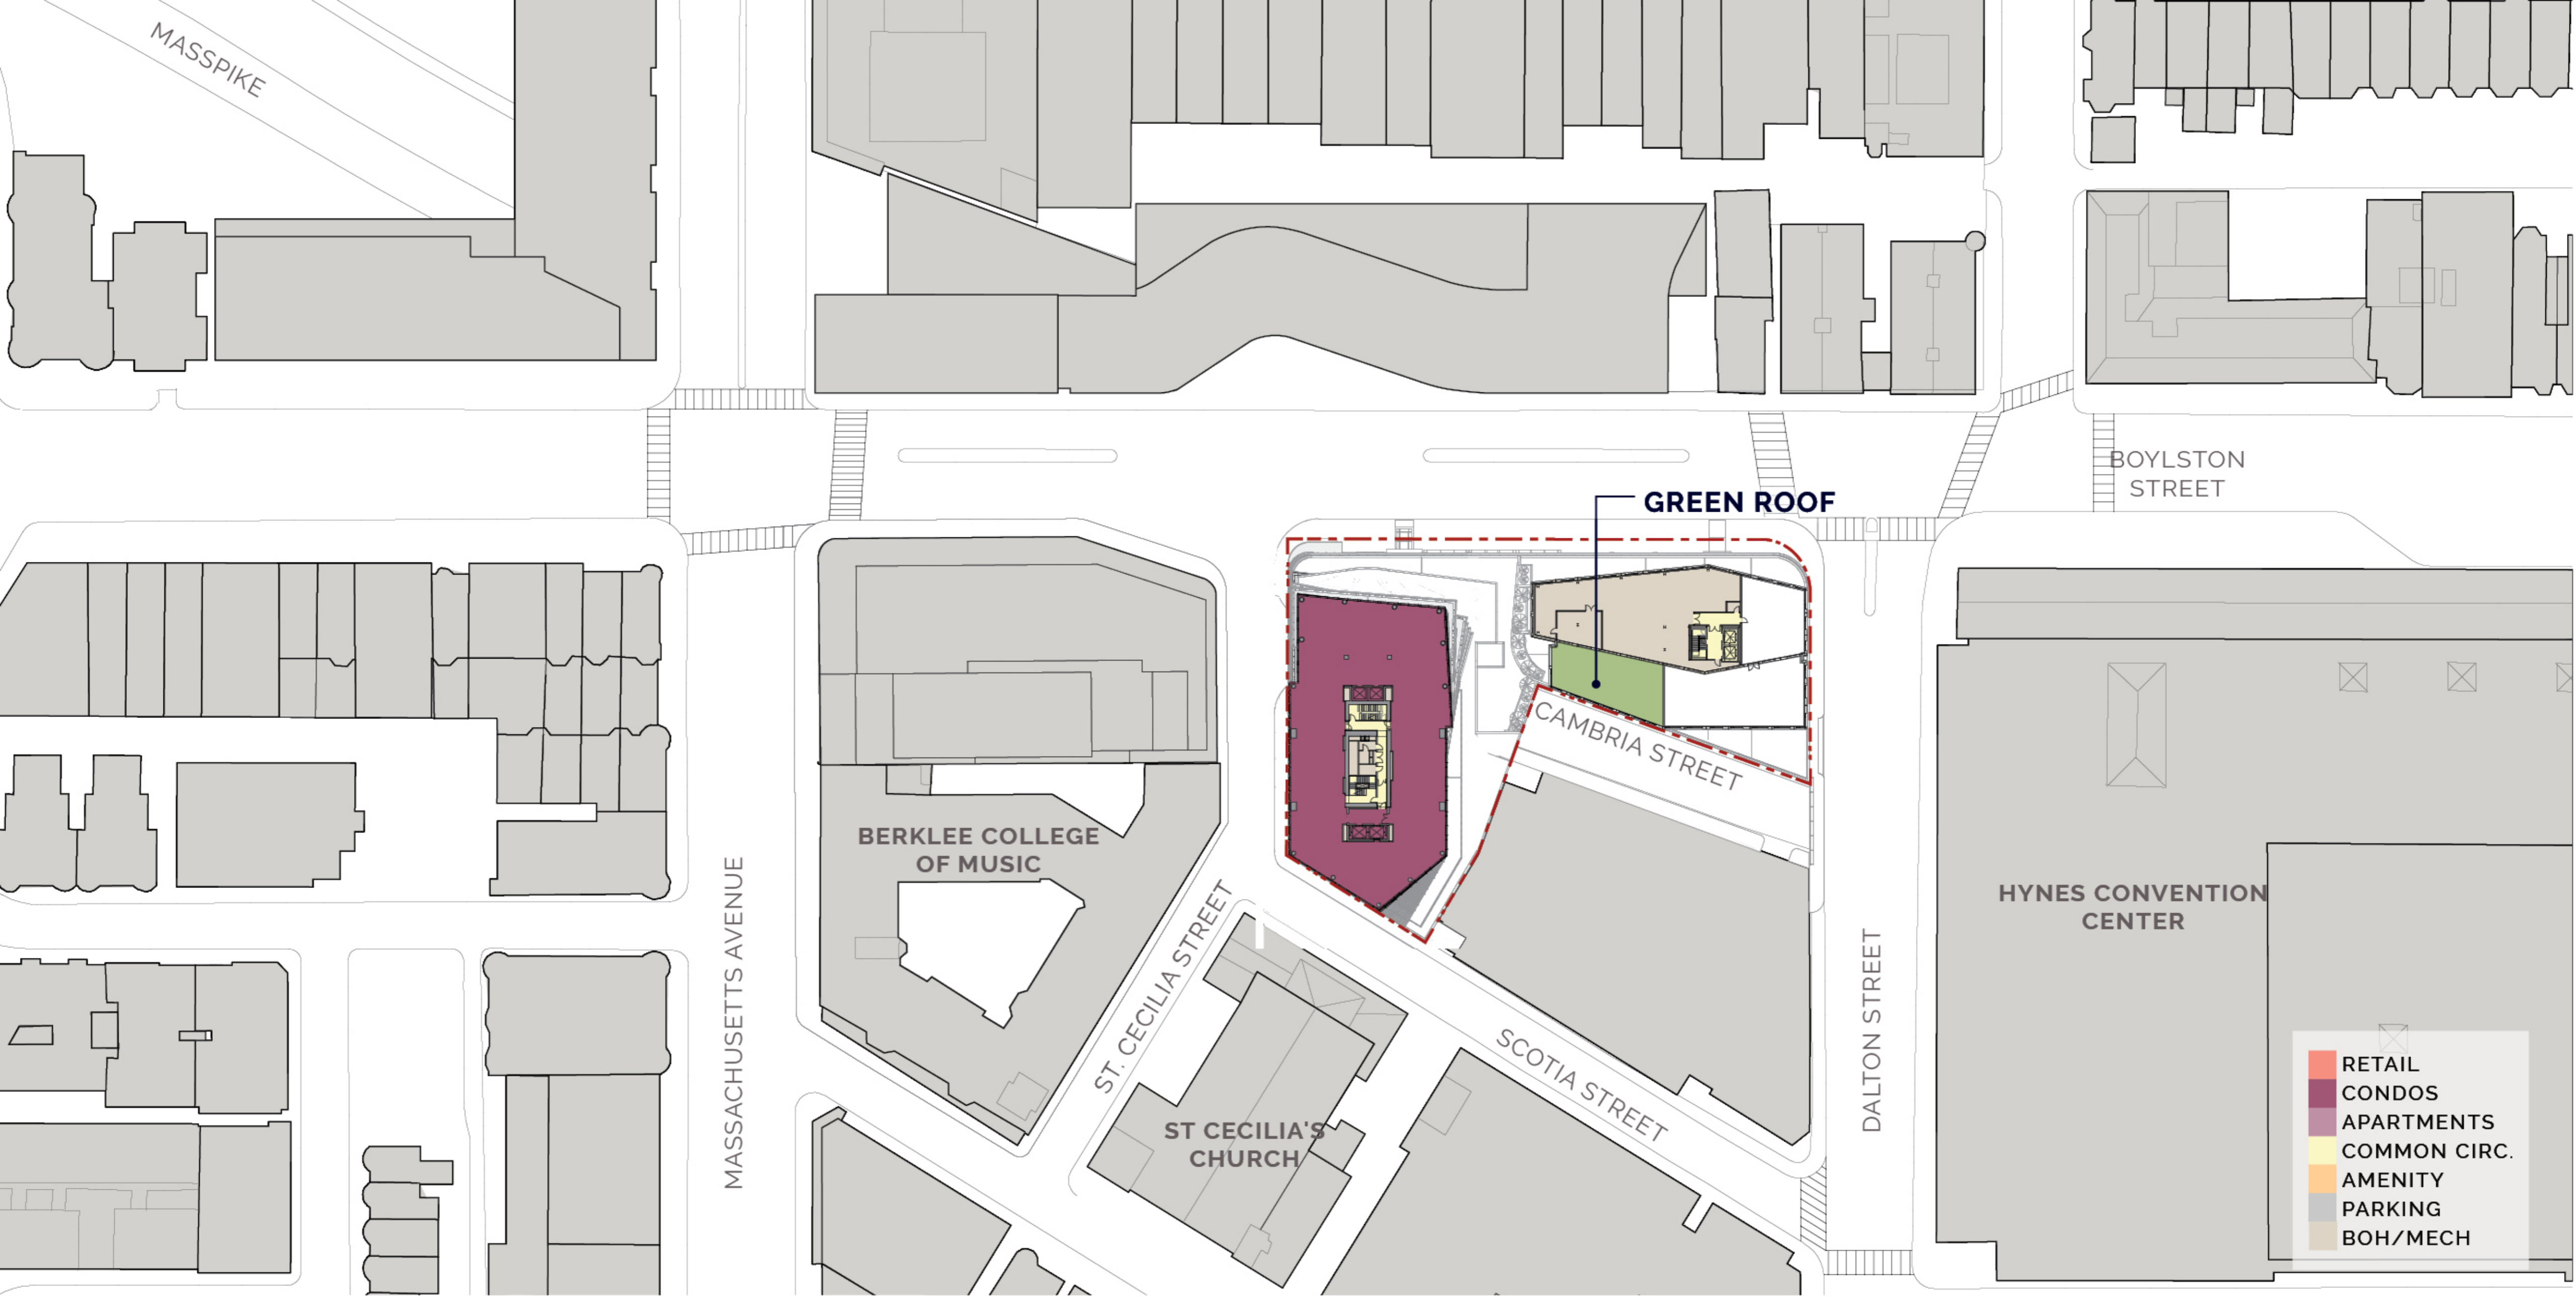 MASSPIKE
BOYLSTON
STREET
GREEN ROOF
CAMBRIA STREET
BERKLEE COLLEGE
OF MUSIC
MASSACHUSETTS AVENUE
ST. CECILIA STREET
ST CECILIA'S
CHURCH
SCOTIA STREET
DALTON STREET
HYNES CONVENTION
CENTER
RETAIL
CONDOS
APARTMENTS
COMMON CIRC.
AMENITY
PARKING
BOH/MECH